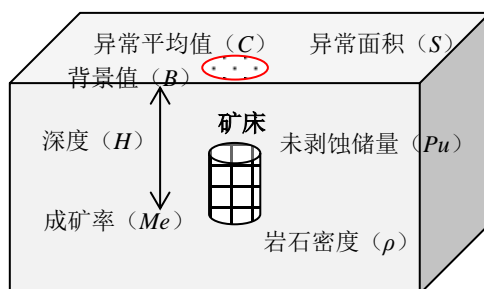 异常平均值（C） 异常面积（S）
背景值（B）
矿床
深度（H） 未剥蚀储量（Pu）
成矿率（Me）
岩石密度（ρ）